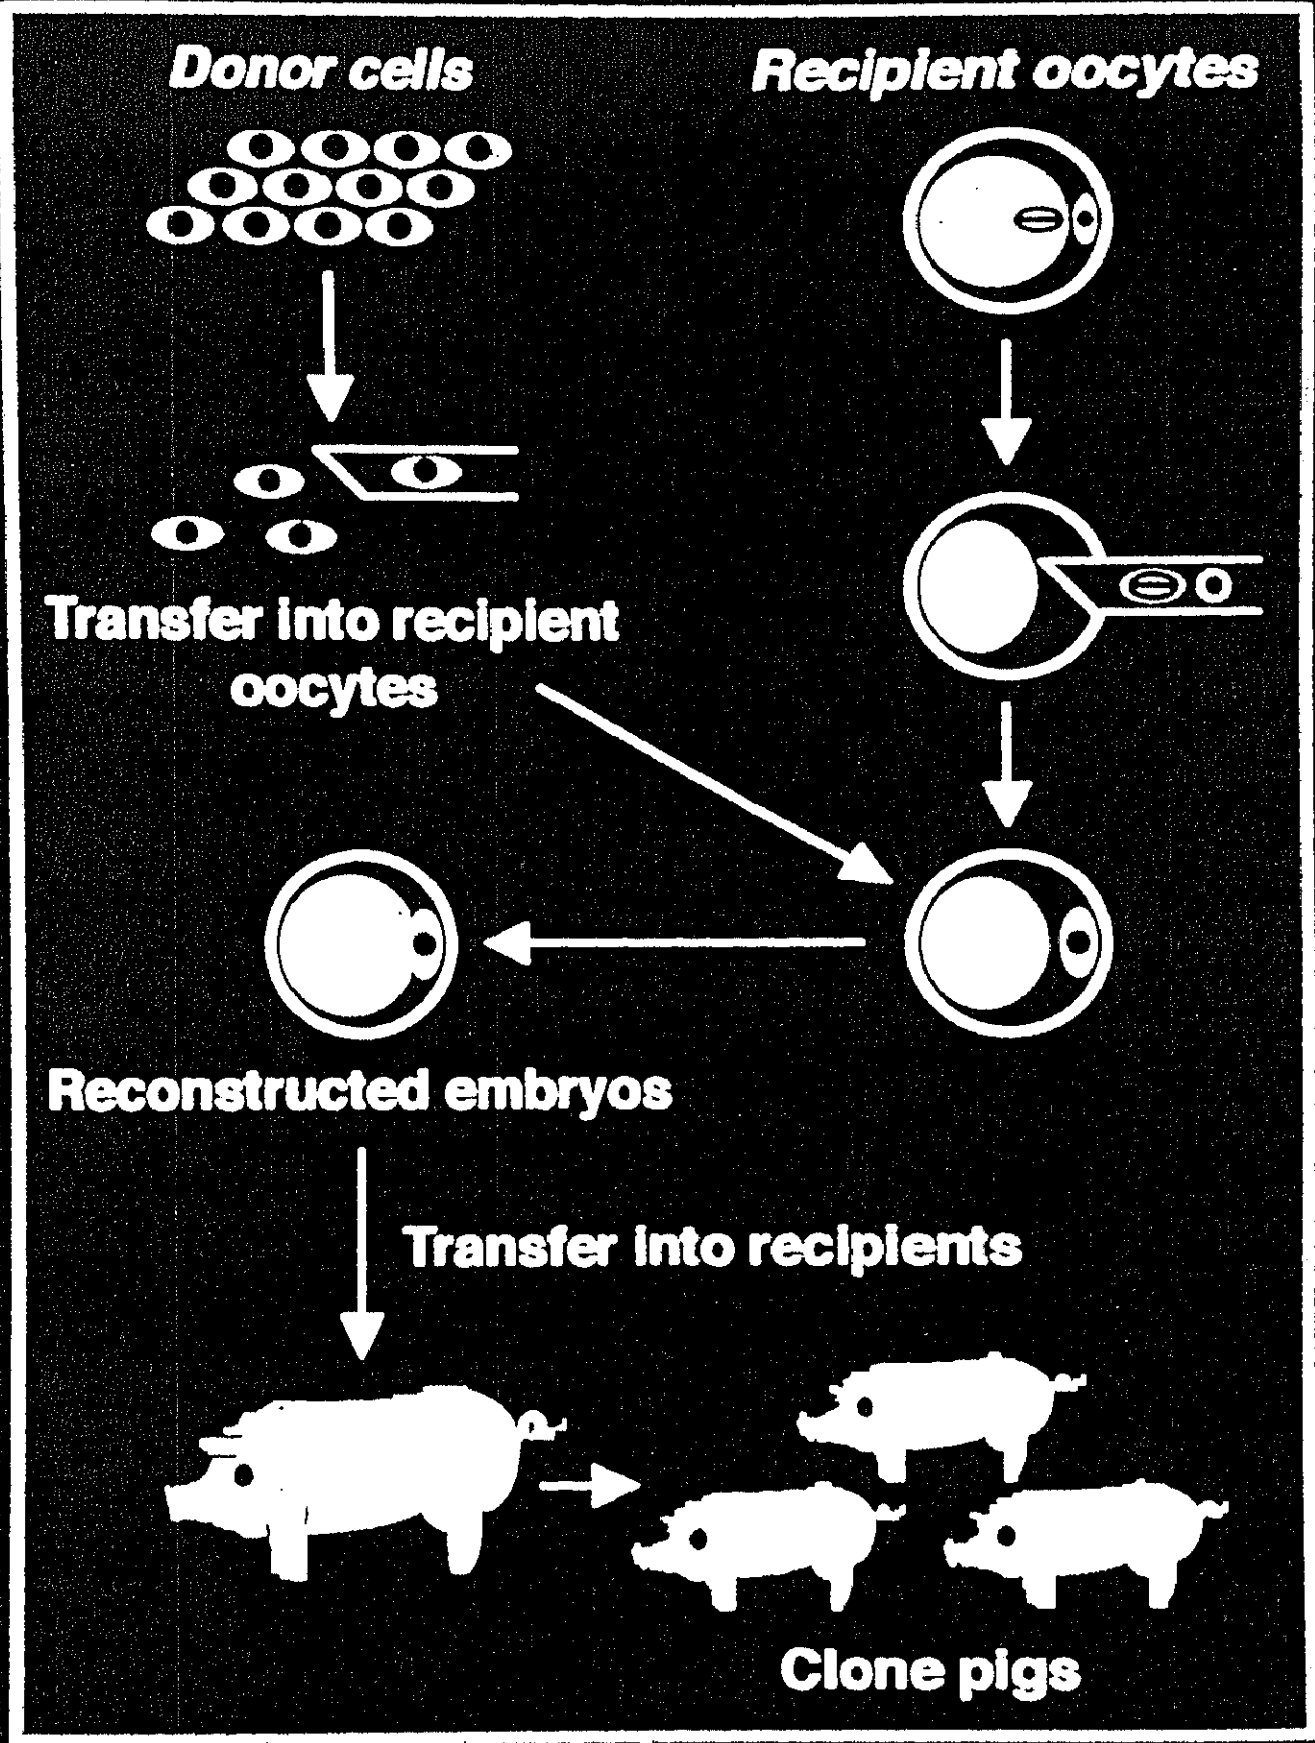 Donor cells
Recipient oocytes
Transfer into recipient
oocytes
Reconstructed embryos
Transfer into recipients
Clone pigs